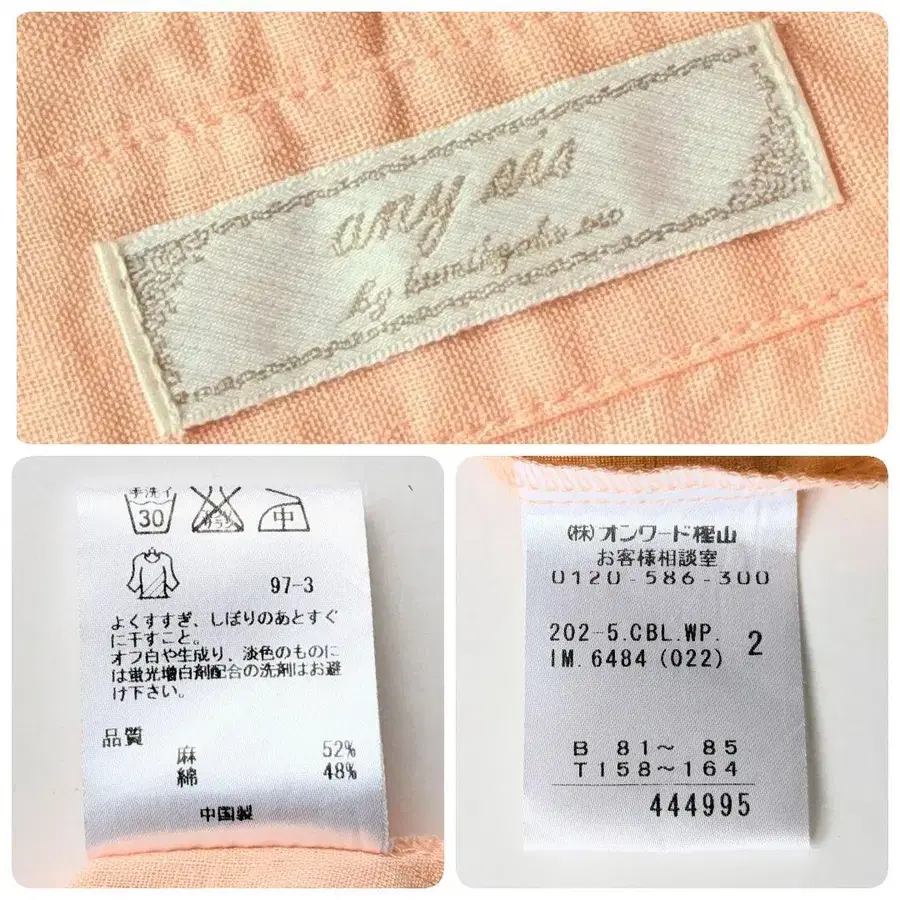 any sis
by kumikyoku sis
手洗イ
30
中
97-3
よくすすぎ、しぼりのあとすぐ
に干すこと。
オフ白や生成り、淡色のものに
は蛍光増白剤配合の洗剤はお避
け下さい。
品質
麻 52%
綿 48%
中国製
(株)オンワード樫山
お客様相談室
0120-586-300
202-5.CBL.WP. 2
IM.6484(022)
B 81~ 85
T158~164
444995